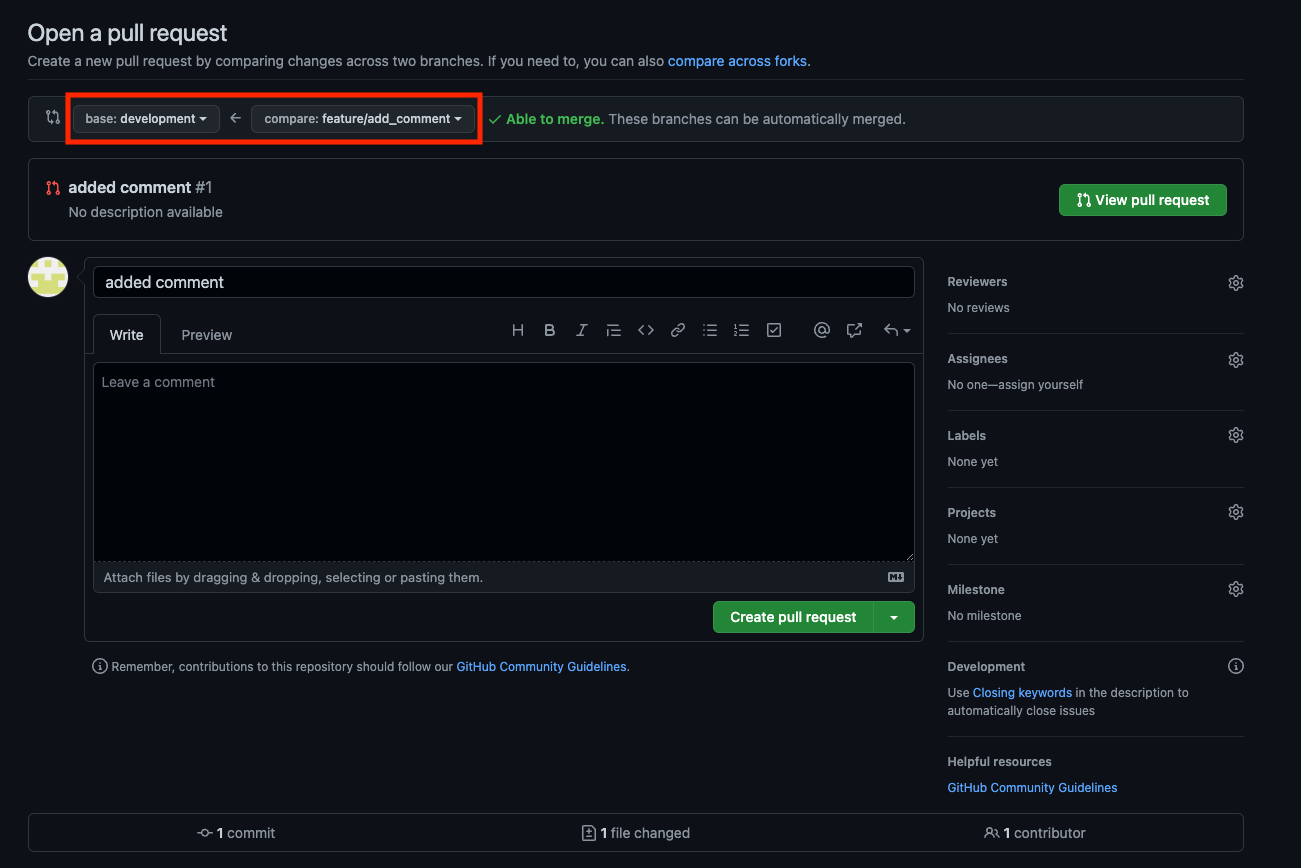 Open a pull request
Create a new pull request by comparing changes across two branches. If you need to, you can also compare across forks.
base: development compare: feature/add_comment Able to merge. These branches can be automatically merged.
added comment #1
No description available
View pull request
added comment
Write Preview
Leave a comment
Attach files by dragging & dropping, selecting or pasting them.
Create pull request
Remember, contributions to this repository should follow our GitHub Community Guidelines.
Reviewers
No reviews
Assignees
No one—assign yourself
Labels
None yet
Projects
None yet
Milestone
No milestone
Development
Use Closing keywords in the description to
automatically close issues
Helpful resources
GitHub Community Guidelines
1 commit 1 file changed 1 contributor